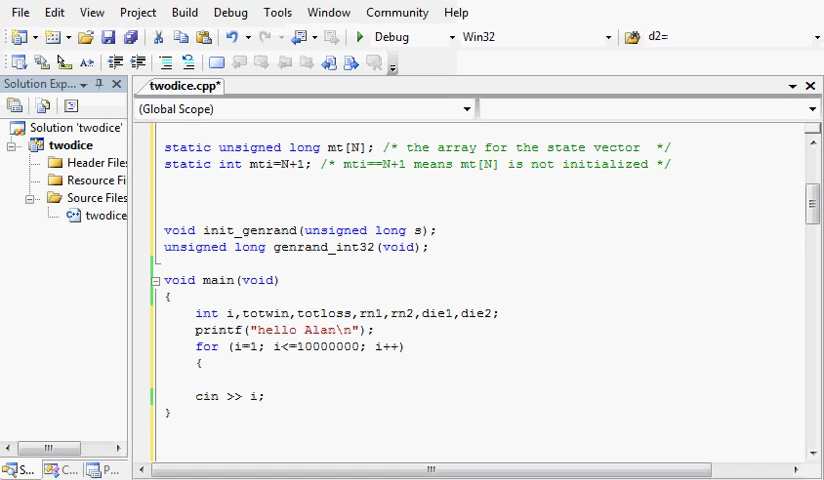 File Edit View Project Build Debug Tools Window Community Help
Debug Win32 d2=
Solution Exp...
twodice.cpp*
(Global Scope)
Solution 'twodice'
twodice
Header Files
Resource Fi
Source Files
twodice
static unsigned long mt[N]; /* the array for the state vector */
static int mti=N+1; /* mti==N+1 means mt[N] is not initialized */
void init_genrand(unsigned long s);
unsigned long genrand_int32(void);
void main(void)
{
int i,totwin,totloss,rn1,rn2,die1,die2;
printf("hello Alan\n");
for (i=1; i<=10000000; i++)
{
cin >> i;
}
S... C... P...